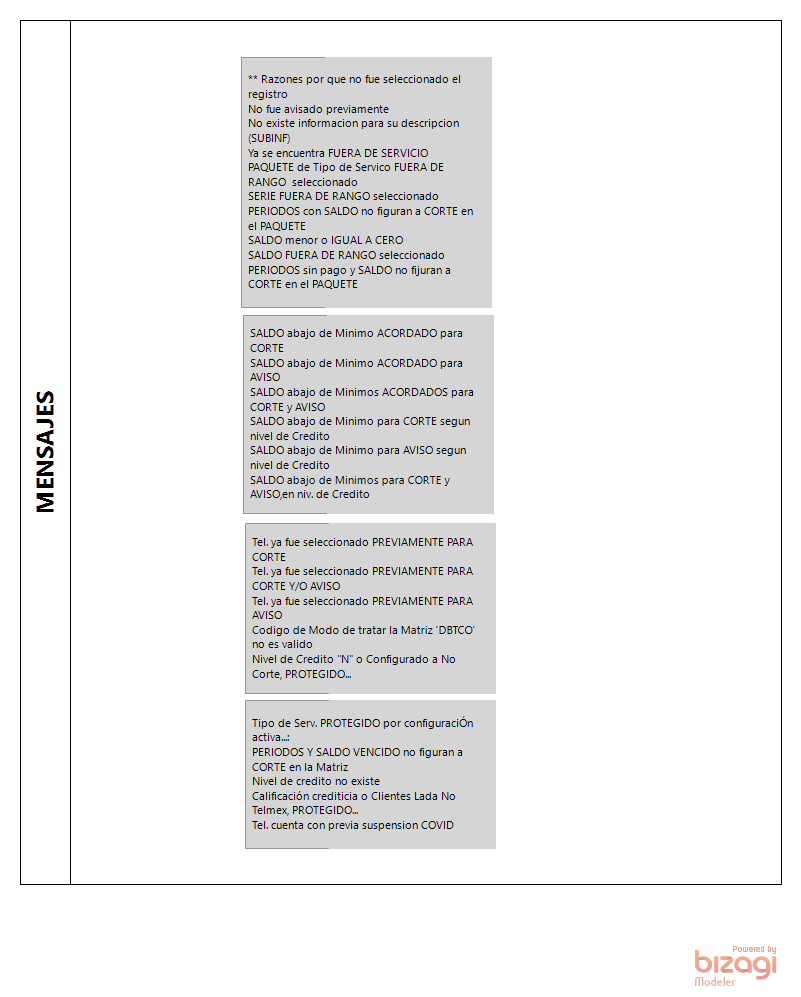 MENSAJES
** Razones por que no fue seleccionado el
registro
No fue avisado previamente
No existe informacion para su descripcion
(SUBINF)
Ya se encuentra FUERA DE SERVICIO
PAQUETE de Tipo de Servico FUERA DE
RANGO  seleccionado
SERIE FUERA DE RANGO seleccionado
PERIODOS con SALDO no figuran a CORTE en
el PAQUETE
SALDO menor o IGUAL A CERO
SALDO FUERA DE RANGO seleccionado
PERIODOS sin pago y SALDO no fijuran a
CORTE en el PAQUETE
SALDO abajo de Minimo ACORDADO para
CORTE
SALDO abajo de Minimo ACORDADO para
AVISO
SALDO abajo de Minimos ACORDADOS para
CORTE y AVISO
SALDO abajo de Minimo para CORTE segun
nivel de Credito
SALDO abajo de Minimo para AVISO segun
nivel de Credito
SALDO abajo de Minimos para CORTE y
AVISO,en niv. de Credito
Tel. ya fue seleccionado PREVIAMENTE PARA
CORTE
Tel. ya fue seleccionado PREVIAMENTE PARA
CORTE Y/O AVISO
Tel. ya fue seleccionado PREVIAMENTE PARA
AVISO
Codigo de Modo de tratar la Matriz 'DBTCO'
no es valido
Nivel de Credito "N" o Configurado a No
Corte, PROTEGIDO...
Tipo de Serv. PROTEGIDO por configuraciÓn
activa...:
PERIODOS Y SALDO VENCIDO no figuran a
CORTE en la Matriz
Nivel de credito no existe
Calificación crediticia o Clientes Lada No
Telmex, PROTEGIDO...
Tel. cuenta con previa suspension COVID
Powered by
bizagi
Modeler